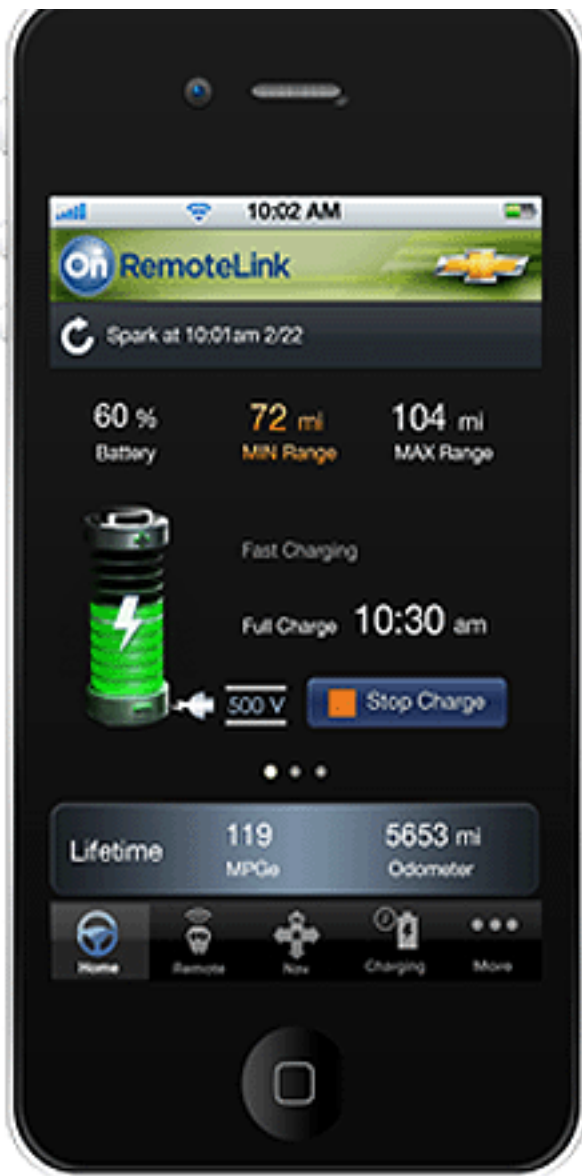 10:02 AM
On RemoteLink
Spark at 10:01am 2/22
60 % 72 mi 104 mi
Battery MIN Range MAX Range
Fast Charging
Full Charge 10:30 am
500 V Stop Charge
Lifetime 119 5653 mi
MPGe Odometer
Home Remote Nav Charging More